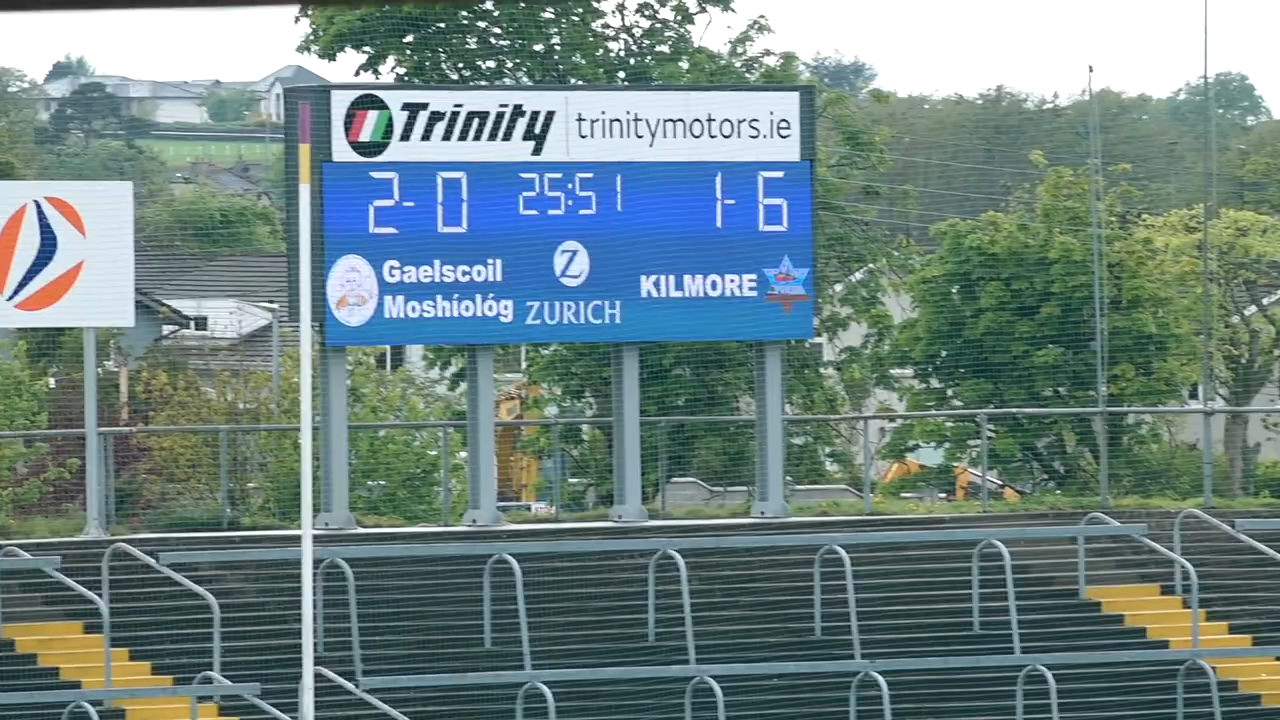 Trinity trinitymotors.ie
2-0 25:51 1-6
Gaelscoil
Moshíológ
Z
ZURICH
KILMORE